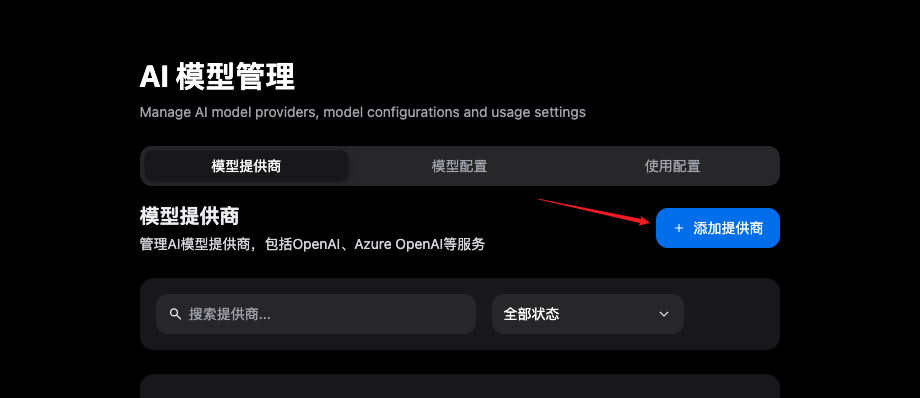 AI 模型管理
Manage AI model providers, model configurations and usage settings
模型提供商 模型配置 使用配置
模型提供商
管理AI模型提供商，包括OpenAI、Azure OpenAI等服务
+ 添加提供商
搜索提供商... 全部状态